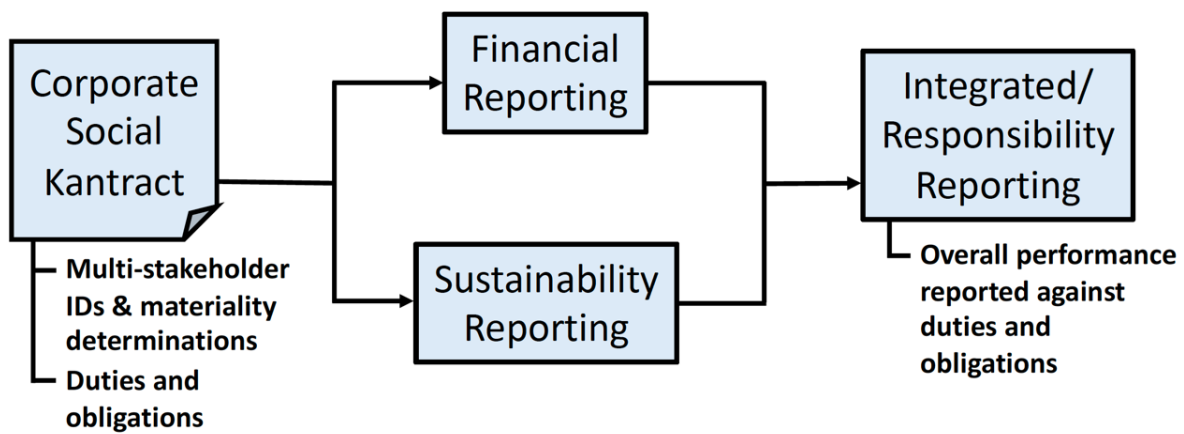 Corporate
Social
Kantract
Multi-stakeholder
IDs & materiality
determinations
Duties and
obligations
Financial
Reporting
Sustainability
Reporting
Integrated/
Responsibility
Reporting
Overall performance
reported against
duties and
obligations